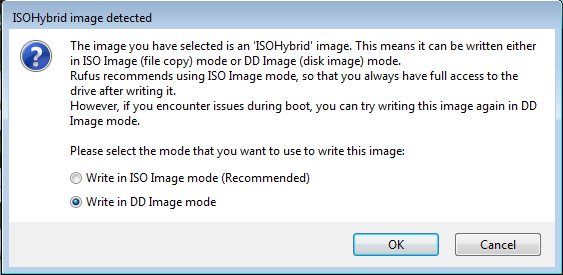 ISOHybrid image detected
The image you have selected is an 'ISOHybrid' image. This means it can be written either
in ISO Image (file copy) mode or DD Image (disk image) mode.
Rufus recommends using ISO Image mode, so that you always have full access to the
drive after writing it.
However, if you encounter issues during boot, you can try writing this image again in DD
Image mode.
Please select the mode that you want to use to write this image:
Write in ISO Image mode (Recommended)
Write in DD Image mode
OK
Cancel